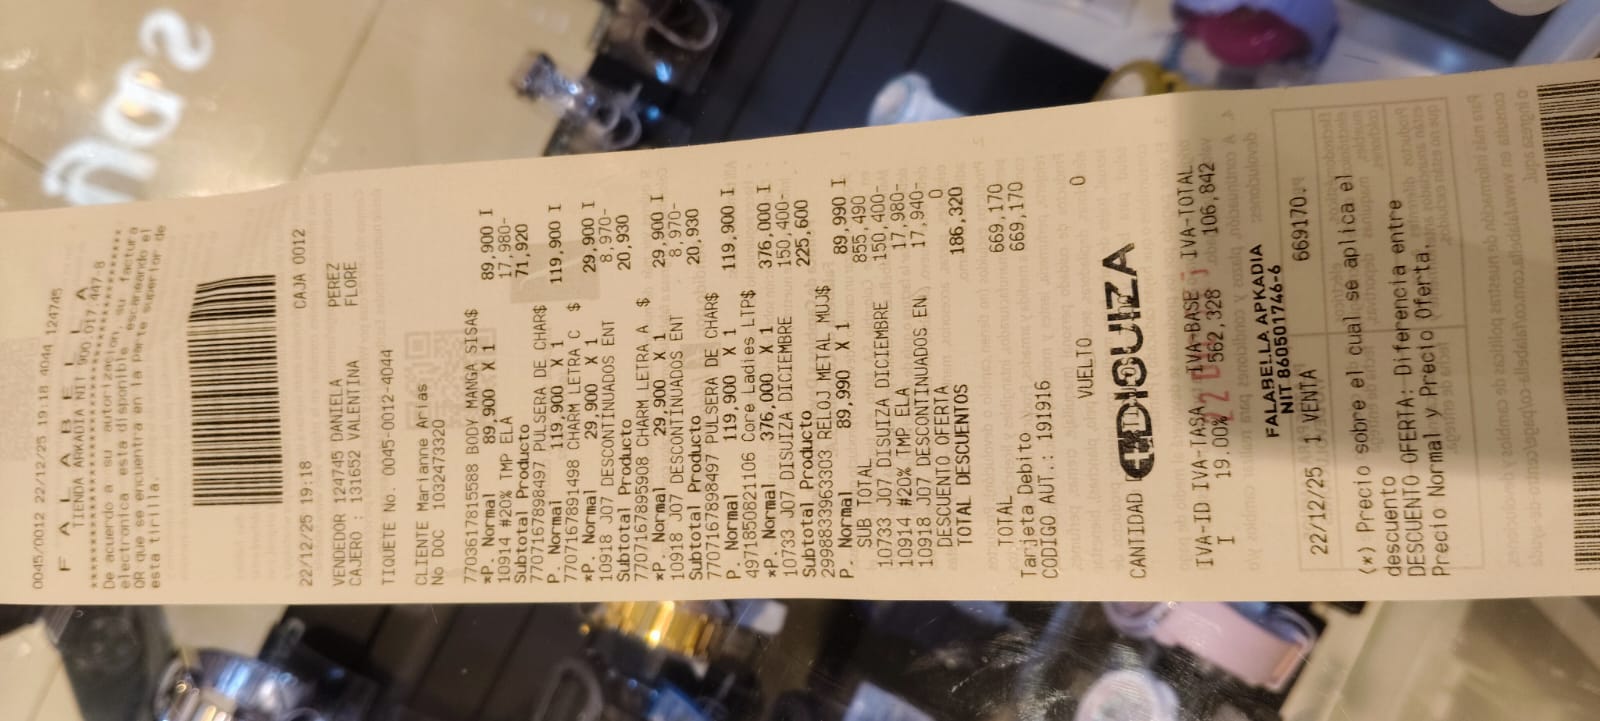 0045/0012 22/12/25 19:18 4044 124745
F A L A B E L L A
TIENDA ARKADIA NIT 900.017.447-8
************************************
De acuerdo a su autorizacion, su factura
electronica esta disponible escaneando el
QR que se encuentra en la parte superior de
esta tirilla.
22/12/25 19:18 CAJA 0012
VENDEDOR 124745 DANIELA PEREZ
CAJERO : 131652 VALENTINA FLORE
TIQUETE No. 0045-0012-4044
CLIENTE Marianne Arias
No DOC 1032473320
7703617815588 BODY MANGA SISA$
*P. Normal 89,900 X 1 89,900 I
10914 #20% TMP ELA 17,980-
Subtotal Producto 71,920
7707167898497 PULSERA DE CHAR$
P. Normal 119,900 X 1 119,900 I
7707167891498 CHARM LETRA C $
*P. Normal 29,900 X 1 29,900 I
10918 J07 DESCONTINUADOS ENT 8,970-
Subtotal Producto 20,930
7707167895908 CHARM LETRA A $
*P. Normal 29,900 X 1 29,900 I
10918 J07 DESCONTINUADOS ENT 8,970-
Subtotal Producto 20,930
7707167898497 PULSERA DE CHAR$
P. Normal 119,900 X 1 119,900 I
4971850821106 Core Ladies LTP$
*P. Normal 376,000 X 1 376,000 I
10733 J07 DISUIZA DICIEMBRE 150,400-
Subtotal Producto 225,600
2999883963303 RELOJ METAL MUJ$
P. Normal 89,990 X 1 89,990 I
SUB TOTAL 855,490
10733 J07 DISUIZA DICIEMBRE 150,400-
10914 #20% TMP ELA 17,980-
10918 J07 DESCONTINUADOS EN 17,940-
DESCUENTO OFERTA 0
TOTAL DESCUENTOS 186,320
TOTAL 669,170
Tarjeta Debito 669,170
CODIGO AUT.: 191916
VUELTO 0
CANTIDAD
DISUIZA
IVA-ID IVA-TASA IVA-BASE IVA-TOTAL
I 19.00% 562,328 106,842
22
FALABELLA ARKADIA
NIT 860501746-6
22/12/25 1 VENTA 669170.
(*) Precio sobre el cual se aplica el
descuento
DESCUENTO OFERTA: Diferencia entre
Precio Normal y Precio Oferta.